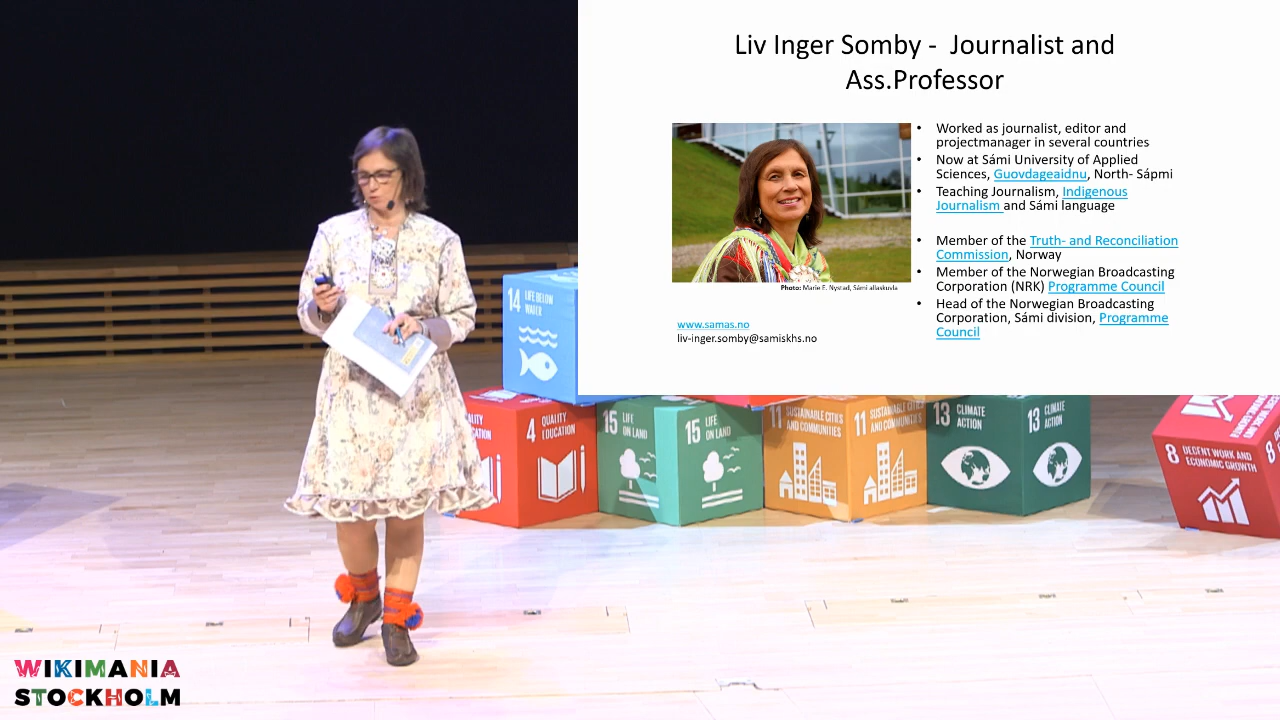 Liv Inger Somby - Journalist and
Ass.Professor
• Worked as journalist, editor and
projectmanager in several countries
• Now at Sámi University of Applied
Sciences, Guovdageaidnu, North- Sápmi
• Teaching Journalism, Indigenous
Journalism and Sámi language
• Member of the Truth- and Reconciliation
Commission, Norway
• Member of the Norwegian Broadcasting
Corporation (NRK) Programme Council
• Head of the Norwegian Broadcasting
Corporation, Sámi division, Programme
Council
Photo: Marie E. Nystad, Sámi allaskuvla
www.samas.no
liv-inger.somby@samiskhs.no
14 LIFE BELOW
WATER
4 QUALITY
EDUCATION
15 LIFE
ON LAND
15 LIFE
ON LAND
11 SUSTAINABLE CITIES
AND COMMUNITIES
11 SUSTAINABLE CITIES
AND COMMUNITIES
13 CLIMATE
ACTION
13 CLIMATE
ACTION
8 DECENT WORK AND
ECONOMIC GROWTH
8
WIKIMANIA
STOCKHOLM